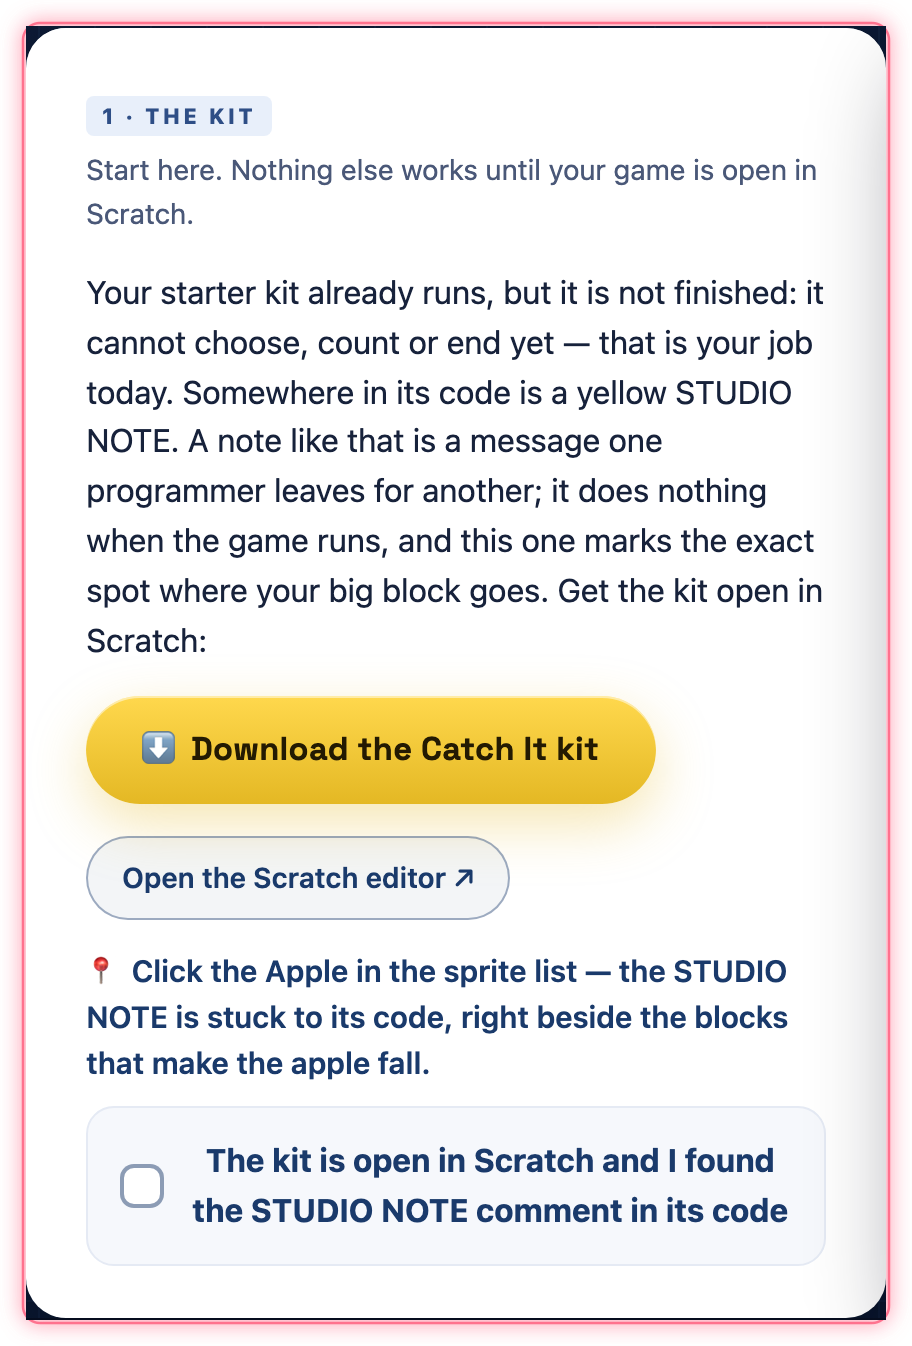 1 · THE KIT
Start here. Nothing else works until your game is open in
Scratch.
Your starter kit already runs, but it is not finished: it
cannot choose, count or end yet — that is your job
today. Somewhere in its code is a yellow STUDIO
NOTE. A note like that is a message one
programmer leaves for another; it does nothing
when the game runs, and this one marks the exact
spot where your big block goes. Get the kit open in
Scratch:
⬇️ Download the Catch It kit
Open the Scratch editor ↗
📍 Click the Apple in the sprite list — the STUDIO
NOTE is stuck to its code, right beside the blocks
that make the apple fall.
The kit is open in Scratch and I found
the STUDIO NOTE comment in its code